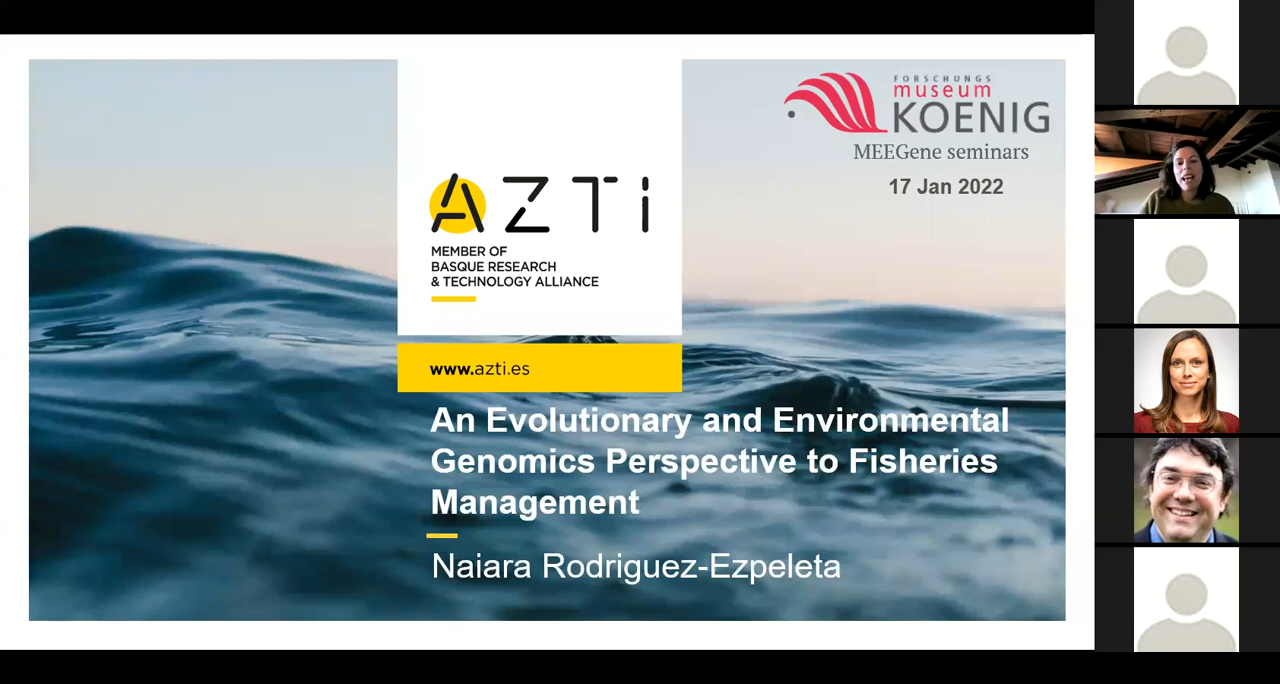 FORSCHUNGS
museum
KOENIG
MEEGene seminars
17 Jan 2022
AZTi
MEMBER OF
BASQUE RESEARCH
& TECHNOLOGY ALLIANCE
www.azti.es
An Evolutionary and Environmental
Genomics Perspective to Fisheries
Management
Naiara Rodriguez-Ezpeleta